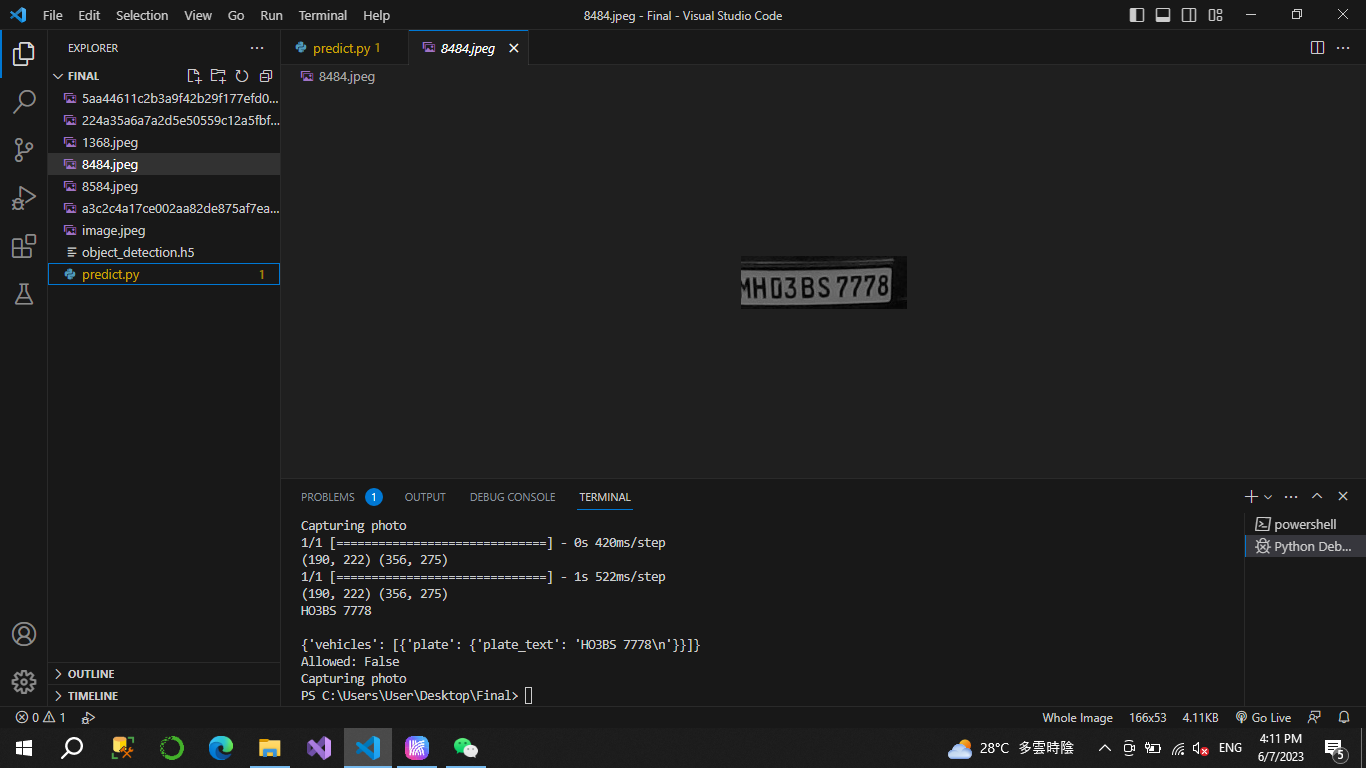 File Edit Selection View Go Run Terminal Help
8484.jpeg - Final - Visual Studio Code
EXPLORER
FINAL
5aa44611c2b3a9f42b29f177efd0...
224a35a6a7a2d5e50559c12a5fbf...
1368.jpeg
8484.jpeg
8584.jpeg
a3c2c4a17ce002aa82de875af7ea...
image.jpeg
object_detection.h5
predict.py 1
OUTLINE
TIMELINE
predict.py 1
8484.jpeg
8484.jpeg
MH03BS 7778
PROBLEMS 1 OUTPUT DEBUG CONSOLE TERMINAL
Capturing photo
1/1 [==============================] - 0s 420ms/step
(190, 222) (356, 275)
1/1 [==============================] - 1s 522ms/step
(190, 222) (356, 275)
HO3BS 7778
{'vehicles': [{'plate': {'plate_text': 'HO3BS 7778\n'}}]}
Allowed: False
Capturing photo
PS C:\Users\User\Desktop\Final>
powershell
Python Deb...
0 1
Whole Image 166x53 4.11KB Go Live
28°C 多雲時陰
ENG
4:11 PM
6/7/2023
5